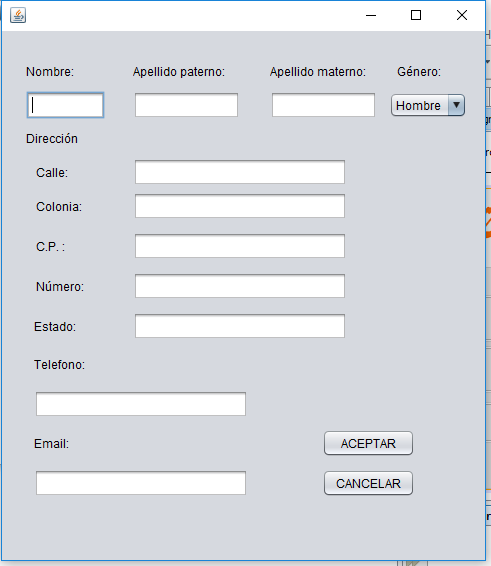 Nombre: Apellido paterno: Apellido materno: Género:
Hombre
Dirección
Calle:
Colonia:
C.P. :
Número:
Estado:
Telefono:
Email:
ACEPTAR
CANCELAR